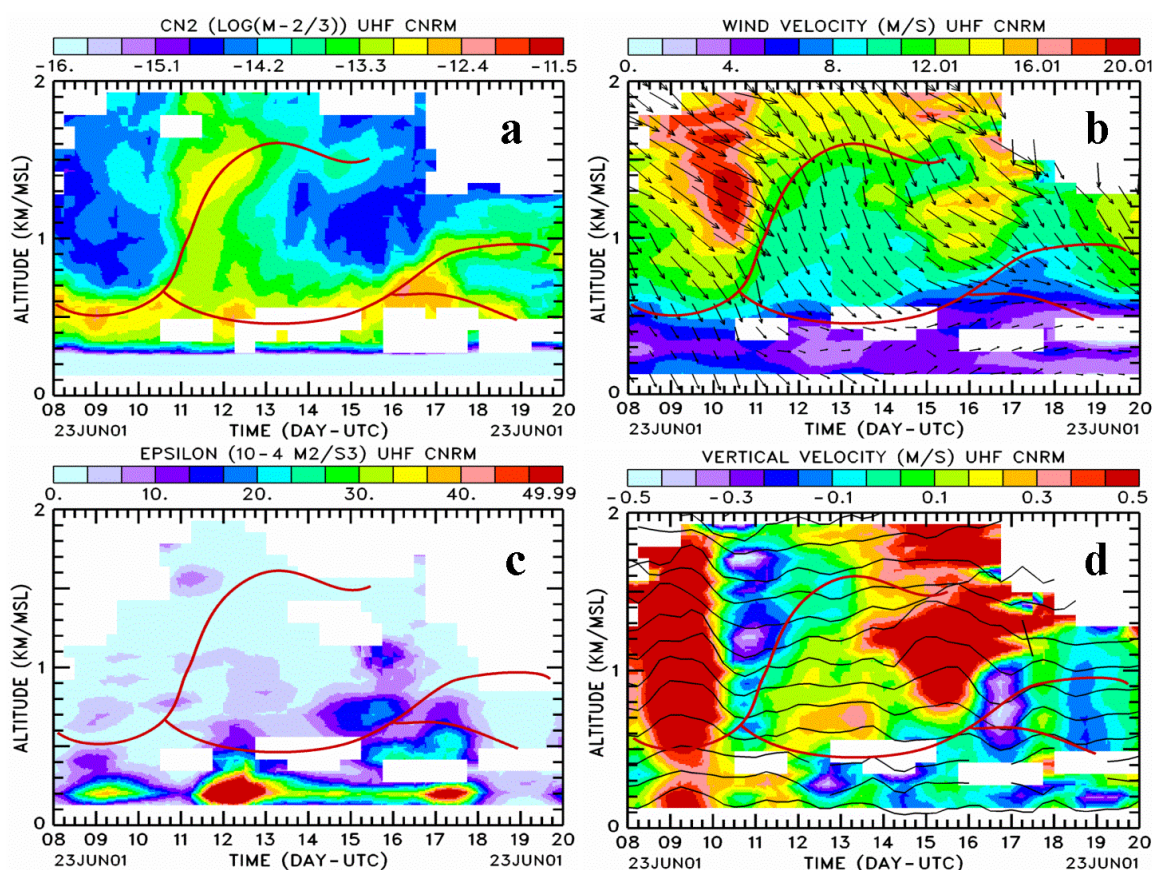 CN2 (LOG(M-2/3)) UHF CNRM
-16. -15.1 -14.2 -13.3 -12.4 -11.5
a
ALTITUDE (KM/MSL)
2
1
0
08 09 10 11 12 13 14 15 16 17 18 19 20
23JUN01 TIME (DAY-UTC) 23JUN01
WIND VELOCITY (M/S) UHF CNRM
0. 4. 8. 12.01 16.01 20.01
b
ALTITUDE (KM/MSL)
2
1
0
08 09 10 11 12 13 14 15 16 17 18 19 20
23JUN01 TIME (DAY-UTC) 23JUN01
EPSILON (10-4 M2/S3) UHF CNRM
0. 10. 20. 30. 40. 49.99
c
ALTITUDE (KM/MSL)
2
1
0
08 09 10 11 12 13 14 15 16 17 18 19 20
23JUN01 TIME (DAY-UTC) 23JUN01
VERTICAL VELOCITY (M/S) UHF CNRM
-0.5 -0.3 -0.1 0.1 0.3 0.5
d
ALTITUDE (KM/MSL)
2
1
0
08 09 10 11 12 13 14 15 16 17 18 19 20
23JUN01 TIME (DAY-UTC) 23JUN01